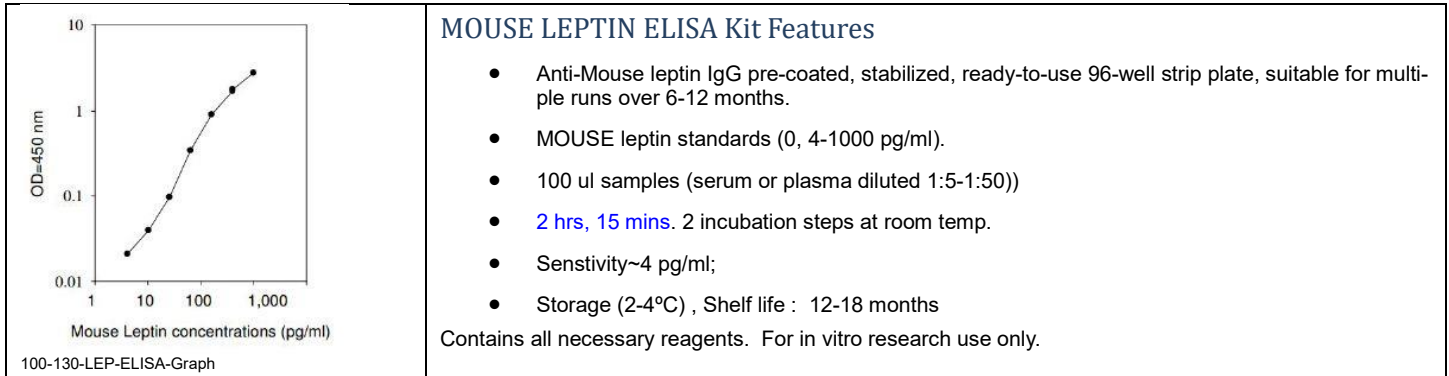 10
1
0.1
0.01
OD=450 nm
1 10 100 1,000
Mouse Leptin concentrations (pg/ml)
100-130-LEP-ELISA-Graph
MOUSE LEPTIN ELISA Kit Features
● Anti-Mouse leptin IgG pre-coated, stabilized, ready-to-use 96-well strip plate, suitable for multi-
ple runs over 6-12 months.
● MOUSE leptin standards (0, 4-1000 pg/ml).
● 100 ul samples (serum or plasma diluted 1:5-1:50))
● 2 hrs, 15 mins. 2 incubation steps at room temp.
● Senstivity~4 pg/ml;
● Storage (2-4ºC) , Shelf life : 12-18 months
Contains all necessary reagents. For in vitro research use only.